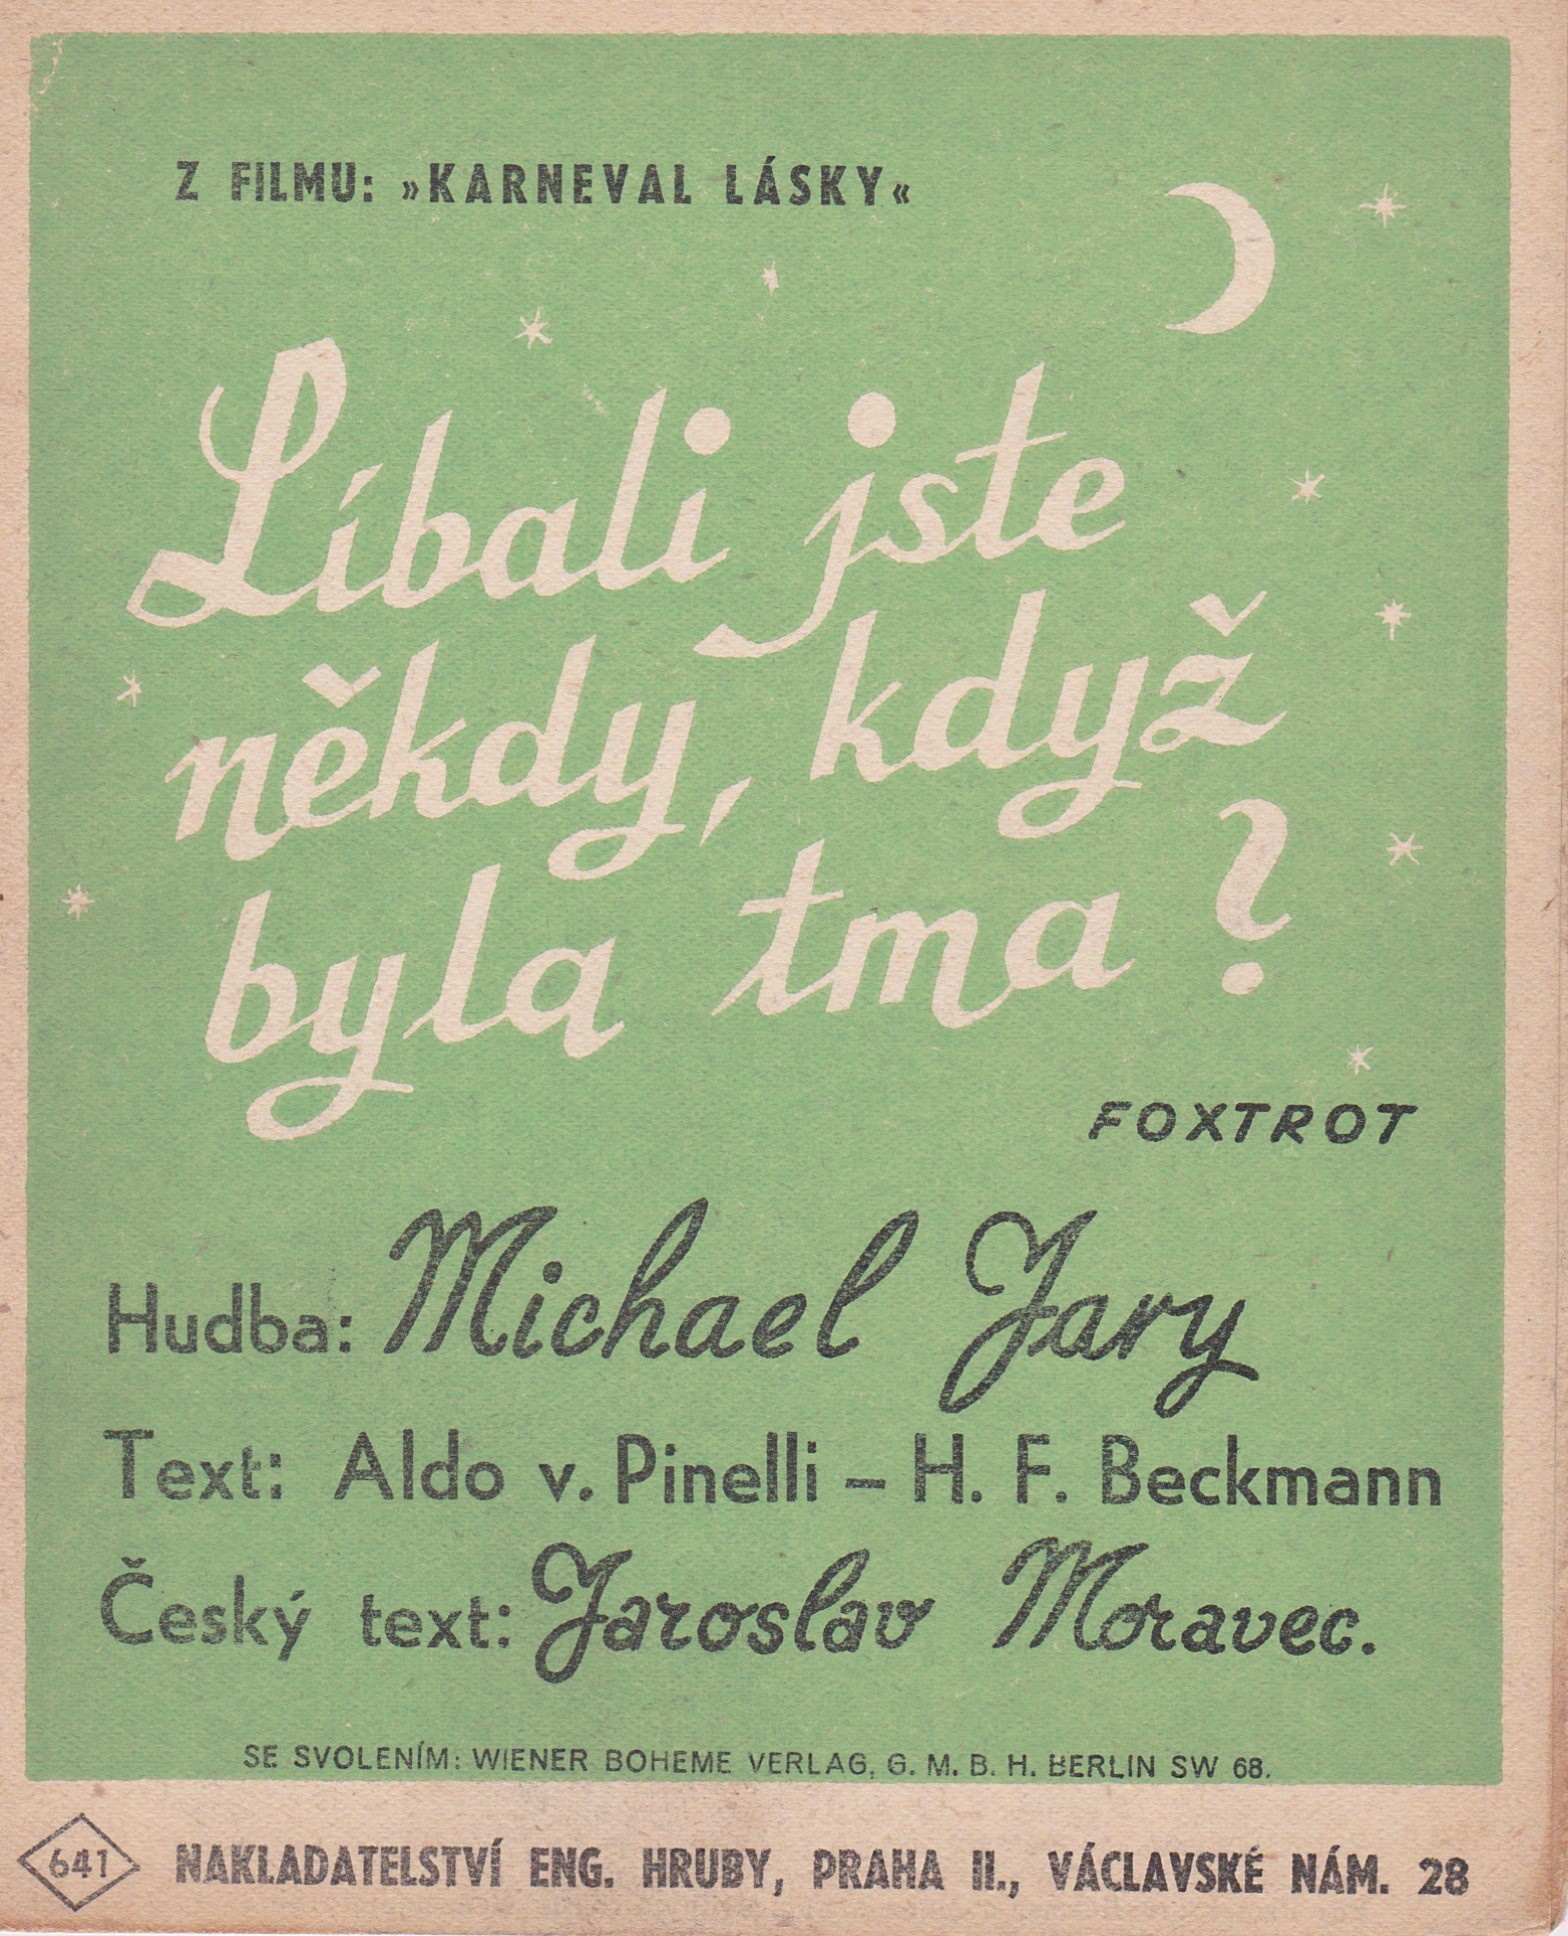 Z FILMU: »KARNEVAL LÁSKY«
Líbali jste
někdy, když
byla tma?
FOXTROT
Hudba: Michael Jary
Text: Aldo v. Pinelli – H. F. Beckmann
Český text: Jaroslav Moravec.
SE SVOLENÍM: WIENER BOHEME VERLAG, G. M. B. H. BERLIN SW 68.
641 NAKLADATELSTVÍ ENG. HRUBY, PRAHA II., VÁCLAVSKÉ NÁM. 28